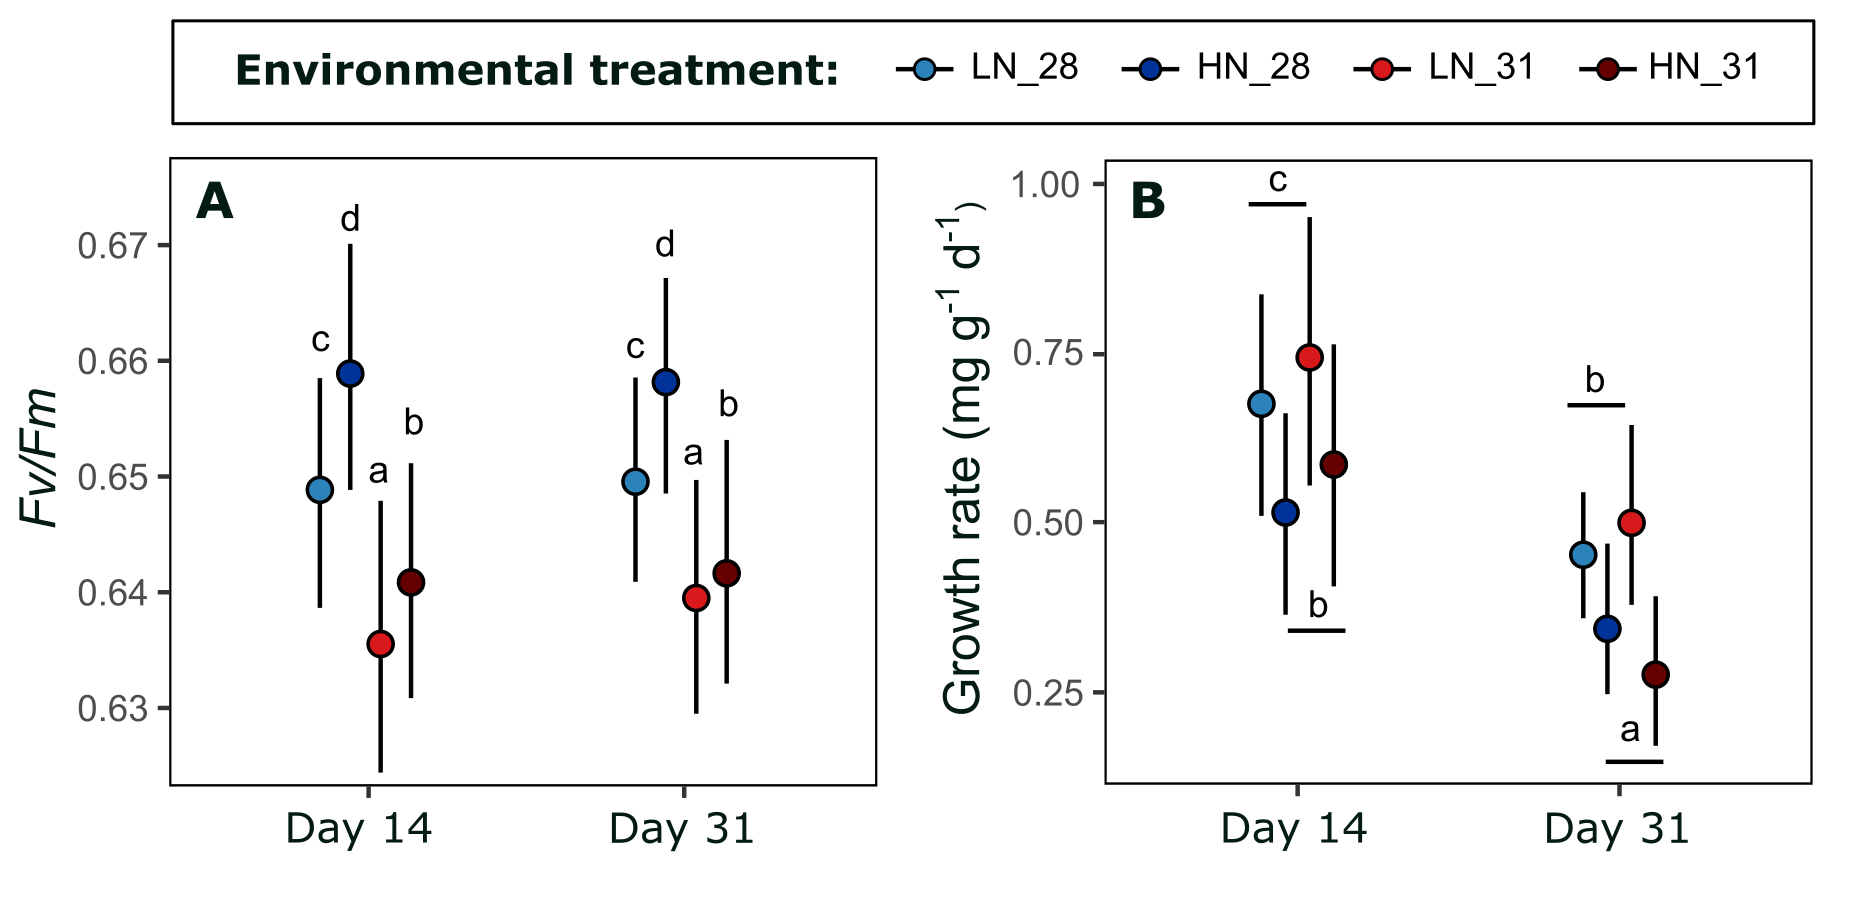 Environmental treatment: LN_28 HN_28 LN_31 HN_31
A
Fv/Fm
0.67
0.66
0.65
0.64
0.63
c
d
a
b
c
d
a
b
Day 14
Day 31
B
Growth rate (mg g-1 d-1)
1.00
0.75
0.50
0.25
c
b
b
a
Day 14
Day 31